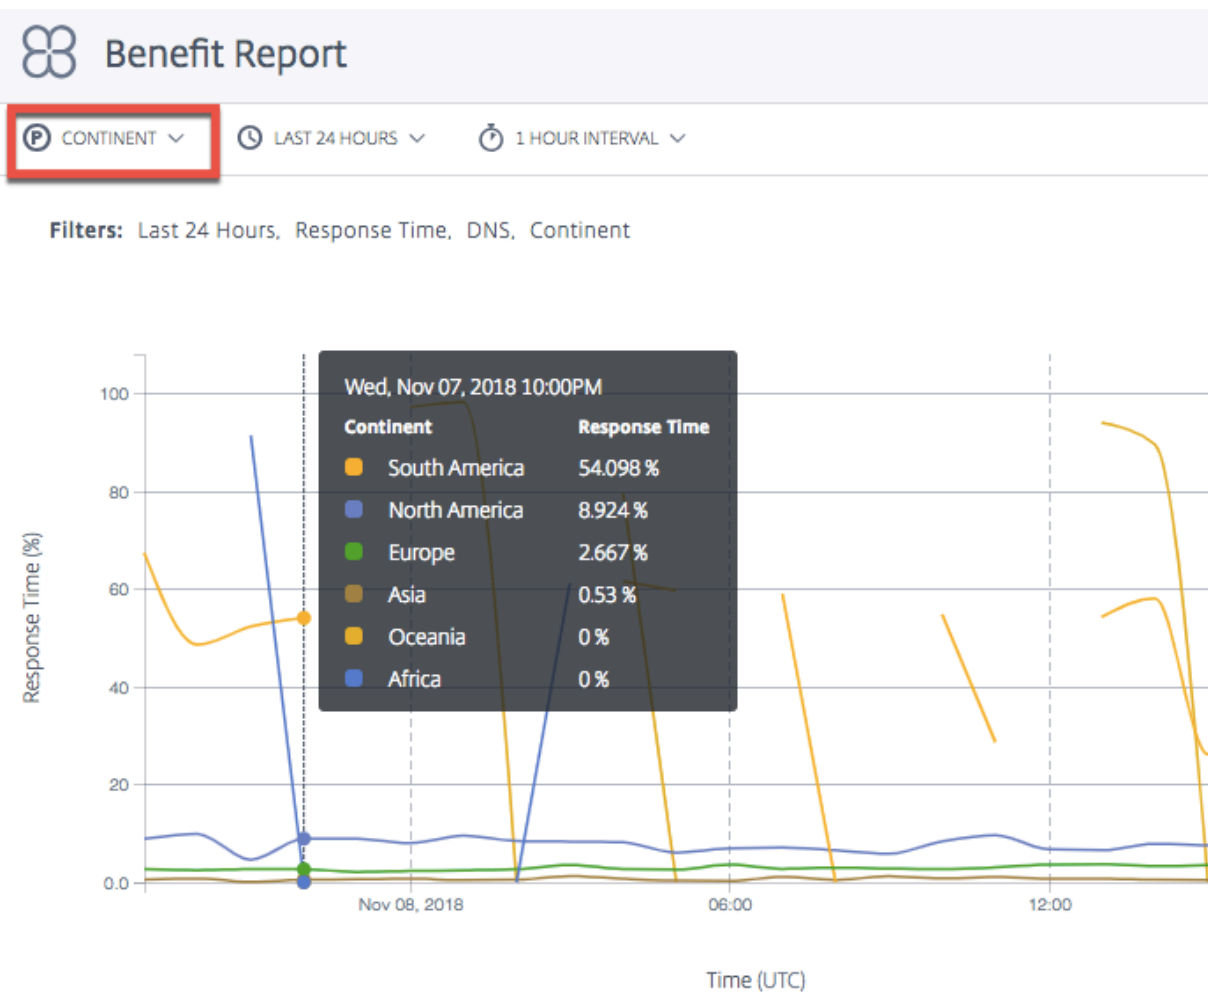 Benefit Report
P CONTINENT LAST 24 HOURS 1 HOUR INTERVAL
Filters: Last 24 Hours, Response Time, DNS, Continent
Wed, Nov 07, 2018 10:00PM
Continent Response Time
South America 54.098 %
North America 8.924 %
Europe 2.667 %
Asia 0.53 %
Oceania 0 %
Africa 0 %
100
80
60
40
20
0.0
Response Time (%)
Nov 08, 2018 06:00 12:00
Time (UTC)